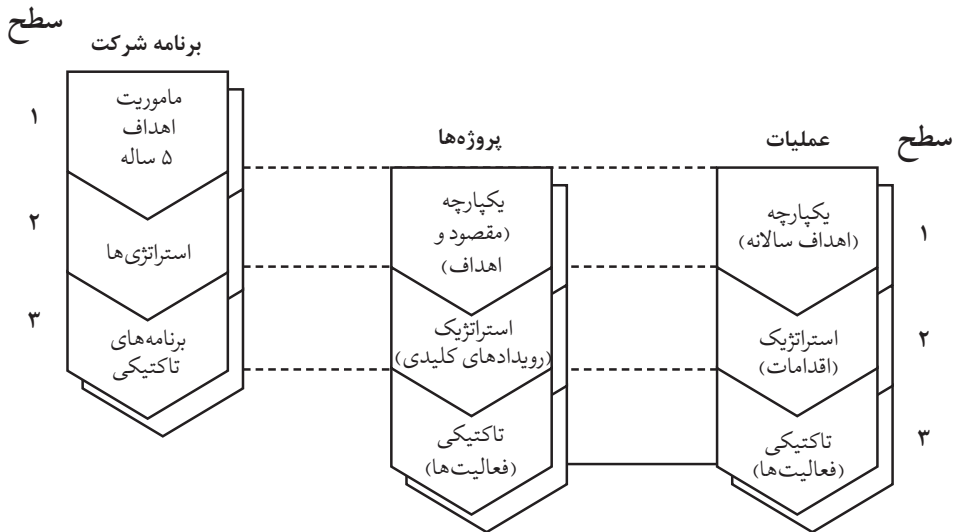 سطح
برنامه شرکت
۱
ماموریت
اهداف
۵ ساله
۲
استراتژی‌ها
۳
برنامه‌های
تاکتیکی
پروژه‌ها
یکپارچه
(مقصود و
اهداف)
استراتژیک
(رویدادهای کلیدی)
تاکتیکی
(فعالیت‌ها)
عملیات
سطح
یکپارچه
(اهداف سالانه)
۱
استراتژیک
(اقدامات)
۲
تاکتیکی
(فعالیت‌ها)
۳